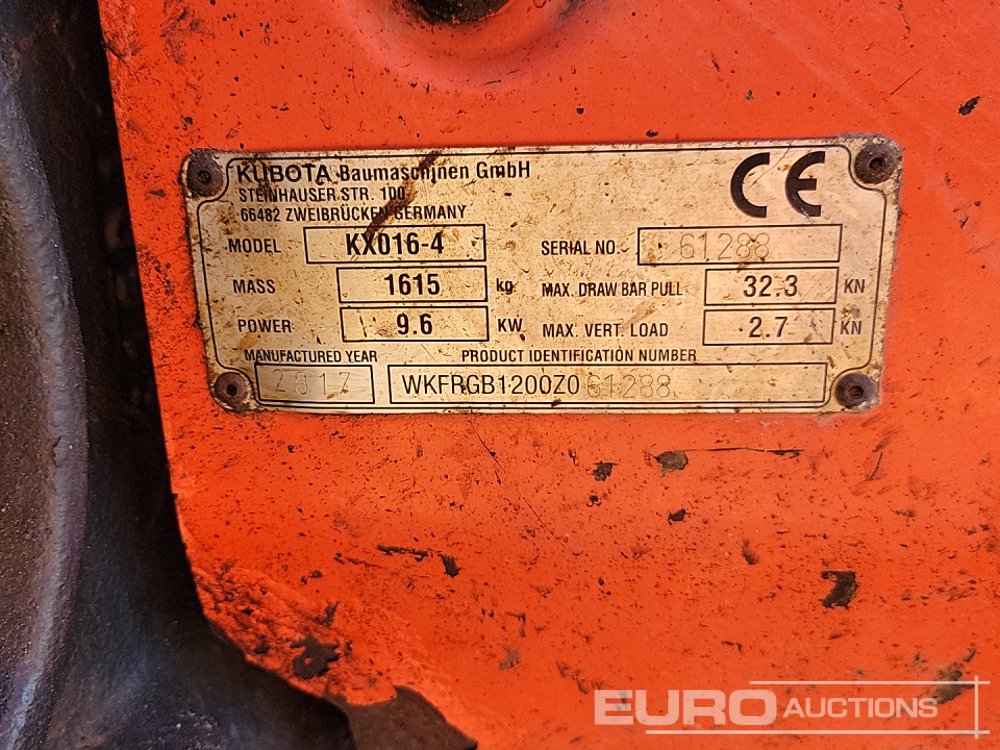 KUBOTA Baumaschinen GmbH
STEINHAUSER STR. 100
66482 ZWEIBRÜCKEN GERMANY
CE
MODEL KX016-4 SERIAL NO. 61288
MASS 1615 kg MAX. DRAW BAR PULL 32.3 KN
POWER 9.6 KW MAX. VERT. LOAD 2.7 KN
MANUFACTURED YEAR PRODUCT IDENTIFICATION NUMBER
2017 WKFRGB1200Z061288
EURO AUCTIONS